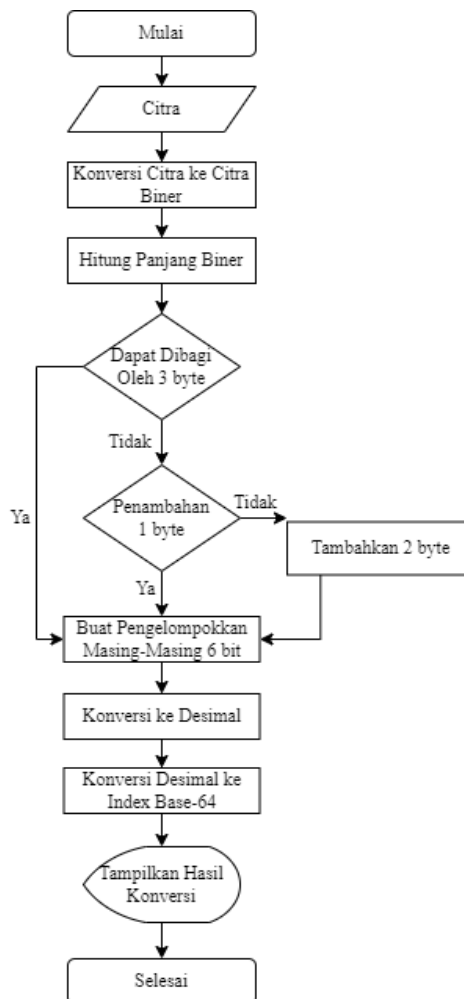 Mulai
Citra
Konversi Citra ke Citra
Biner
Hitung Panjang Biner
Dapat Dibagi
Oleh 3 byte
Tidak
Ya
Penambahan
1 byte
Tidak
Tambahkan 2 byte
Ya
Buat Pengelompokkan
Masing-Masing 6 bit
Konversi ke Desimal
Konversi Desimal ke
Index Base-64
Tampilkan Hasil
Konversi
Selesai